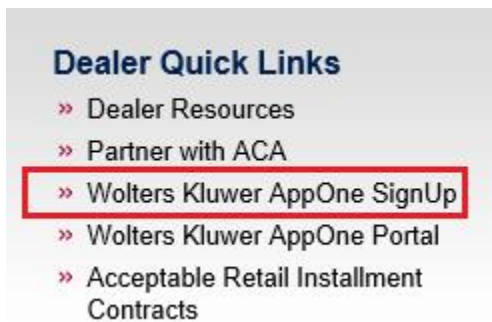 Dealer Quick Links
» Dealer Resources
» Partner with ACA
» Wolters Kluwer AppOne SignUp
» Wolters Kluwer AppOne Portal
» Acceptable Retail Installment
Contracts